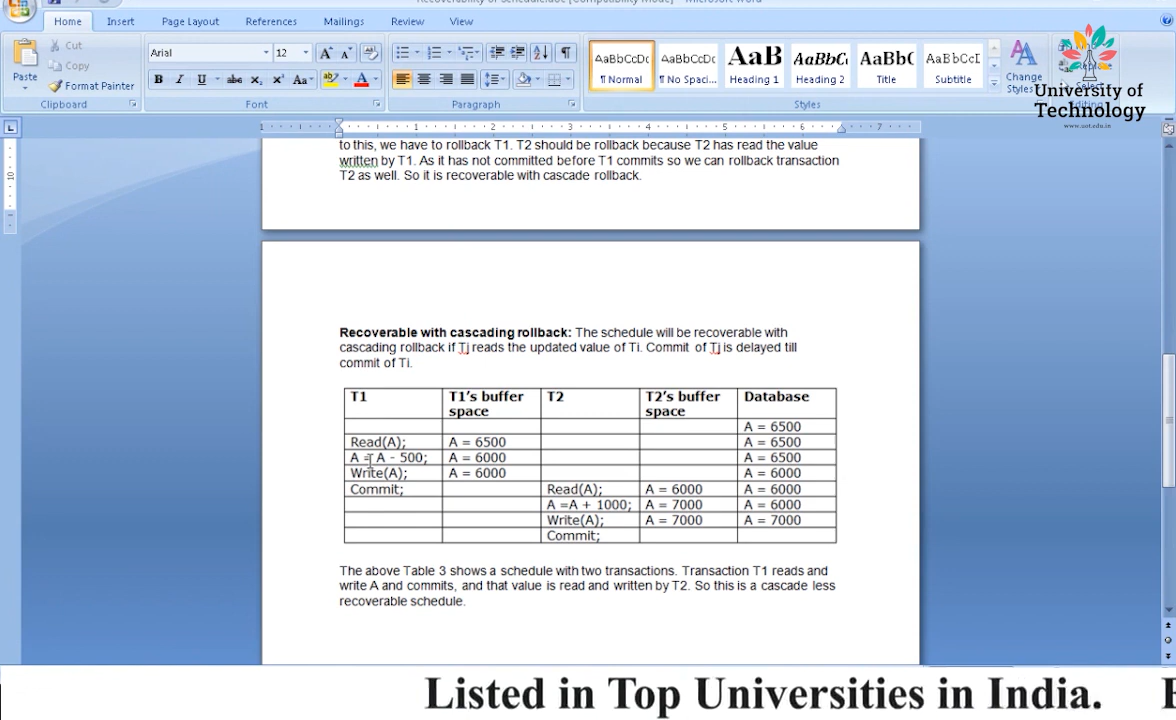 Home Insert Page Layout References Mailings Review View
Cut
Copy
Format Painter
Paste
Clipboard
Arial 12
Font
Paragraph
AaBbCcDc AaBbCcDc AaB AaBbC AaBb( AaBbCcI
¶ Normal ¶ No Spaci... Heading 1 Heading 2 Title Subtitle
Change Styles
Styles
Editing
University of
Technology
www.uot.edu.in
to this, we have to rollback T1. T2 should be rollback because T2 has read the value
written by T1. As it has not committed before T1 commits so we can rollback transaction
T2 as well. So it is recoverable with cascade rollback.
Recoverable with cascading rollback: The schedule will be recoverable with
cascading rollback if Tj reads the updated value of Ti. Commit of Tj is delayed till
commit of Ti.
T1 T1's buffer space T2 T2's buffer space Database
A = 6500
Read(A); A = 6500 A = 6500
A = A - 500; A = 6000 A = 6500
Write(A); A = 6000 A = 6000
Commit; Read(A); A = 6000 A = 6000
A =A + 1000; A = 7000 A = 6000
Write(A); A = 7000 A = 7000
Commit;
The above Table 3 shows a schedule with two transactions. Transaction T1 reads and
write A and commits, and that value is read and written by T2. So this is a cascade less
recoverable schedule.
Listed in Top Universities in India.